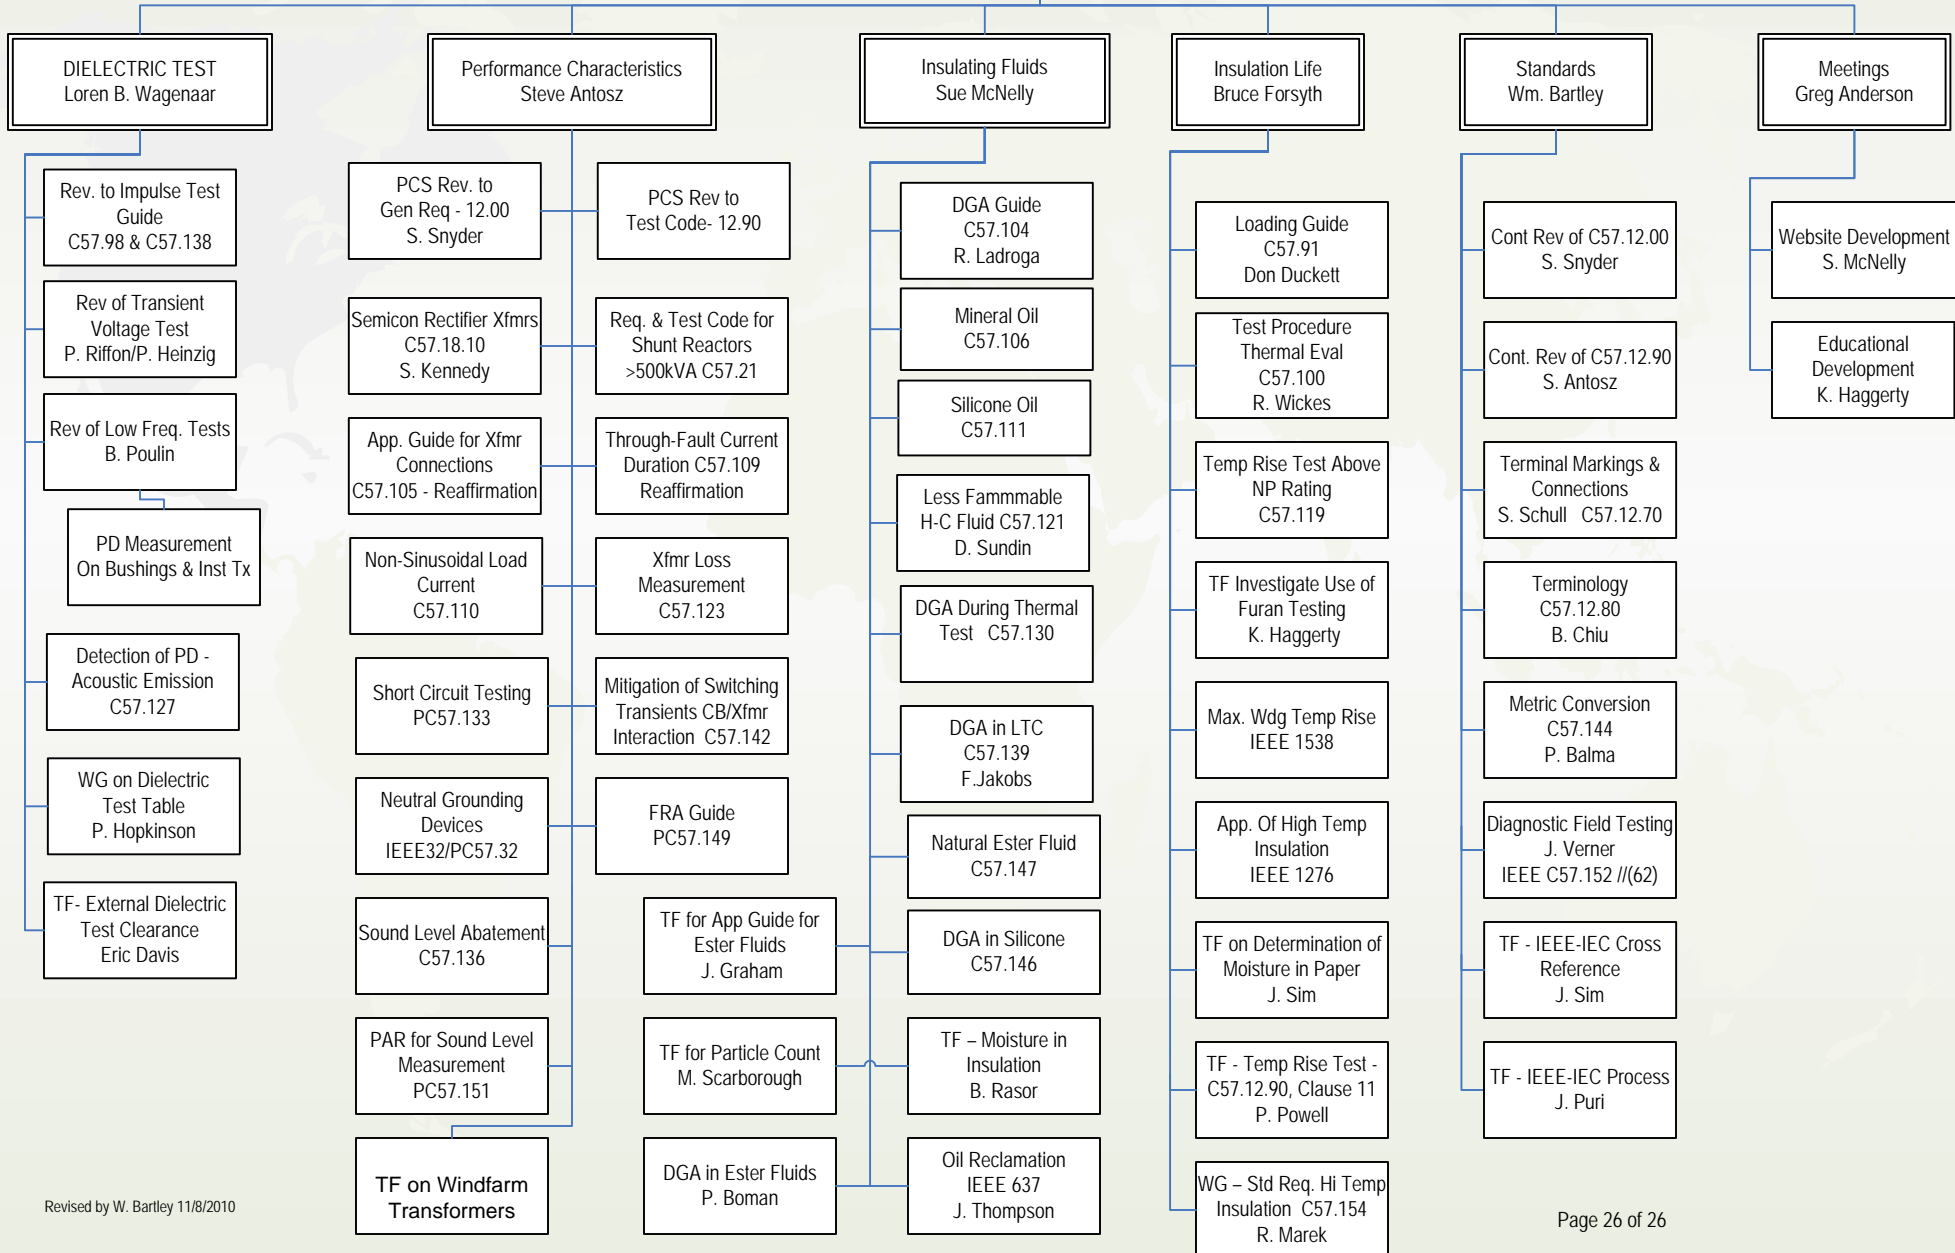 DIELECTRIC TEST
Loren B. Wagenaar
Performance Characteristics
Steve Antosz
Insulating Fluids
Sue McNelly
Insulation Life
Bruce Forsyth
Standards
Wm. Bartley
Meetings
Greg Anderson
Rev. to Impulse Test
Guide
C57.98 & C57.138
Rev of Transient
Voltage Test
P. Riffon/P. Heinzig
Rev of Low Freq. Tests
B. Poulin
PD Measurement
On Bushings & Inst Tx
Detection of PD -
Acoustic Emission
C57.127
WG on Dielectric
Test Table
P. Hopkinson
TF- External Dielectric
Test Clearance
Eric Davis
PCS Rev. to
Gen Req - 12.00
S. Snyder
PCS Rev to
Test Code- 12.90
Semicon Rectifier Xfmrs
C57.18.10
S. Kennedy
Req. & Test Code for
Shunt Reactors
>500kVA C57.21
App. Guide for Xfmr
Connections
C57.105 - Reaffirmation
Through-Fault Current
Duration C57.109
Reaffirmation
Non-Sinusoidal Load
Current
C57.110
Xfmr Loss
Measurement
C57.123
Short Circuit Testing
PC57.133
Mitigation of Switching
Transients CB/Xfmr
Interaction C57.142
Neutral Grounding
Devices
IEEE32/PC57.32
FRA Guide
PC57.149
Sound Level Abatement
C57.136
PAR for Sound Level
Measurement
PC57.151
TF on Windfarm
Transformers
DGA Guide
C57.104
R. Ladroga
Mineral Oil
C57.106
Silicone Oil
C57.111
Less Fammmable
H-C Fluid C57.121
D. Sundin
DGA During Thermal
Test C57.130
DGA in LTC
C57.139
F.Jakobs
Natural Ester Fluid
C57.147
TF for App Guide for
Ester Fluids
J. Graham
DGA in Silicone
C57.146
TF for Particle Count
M. Scarborough
TF – Moisture in
Insulation
B. Rasor
DGA in Ester Fluids
P. Boman
Oil Reclamation
IEEE 637
J. Thompson
Loading Guide
C57.91
Don Duckett
Test Procedure
Thermal Eval
C57.100
R. Wickes
Temp Rise Test Above
NP Rating
C57.119
TF Investigate Use of
Furan Testing
K. Haggerty
Max. Wdg Temp Rise
IEEE 1538
App. Of High Temp
Insulation
IEEE 1276
TF on Determination of
Moisture in Paper
J. Sim
TF - Temp Rise Test -
C57.12.90, Clause 11
P. Powell
WG – Std Req. Hi Temp
Insulation C57.154
R. Marek
Cont Rev of C57.12.00
S. Snyder
Cont. Rev of C57.12.90
S. Antosz
Terminal Markings &
Connections
S. Schull C57.12.70
Terminology
C57.12.80
B. Chiu
Metric Conversion
C57.144
P. Balma
Diagnostic Field Testing
J. Verner
IEEE C57.152 //(62)
TF - IEEE-IEC Cross
Reference
J. Sim
TF - IEEE-IEC Process
J. Puri
Website Development
S. McNelly
Educational
Development
K. Haggerty
Revised by W. Bartley 11/8/2010
Page 26 of 26